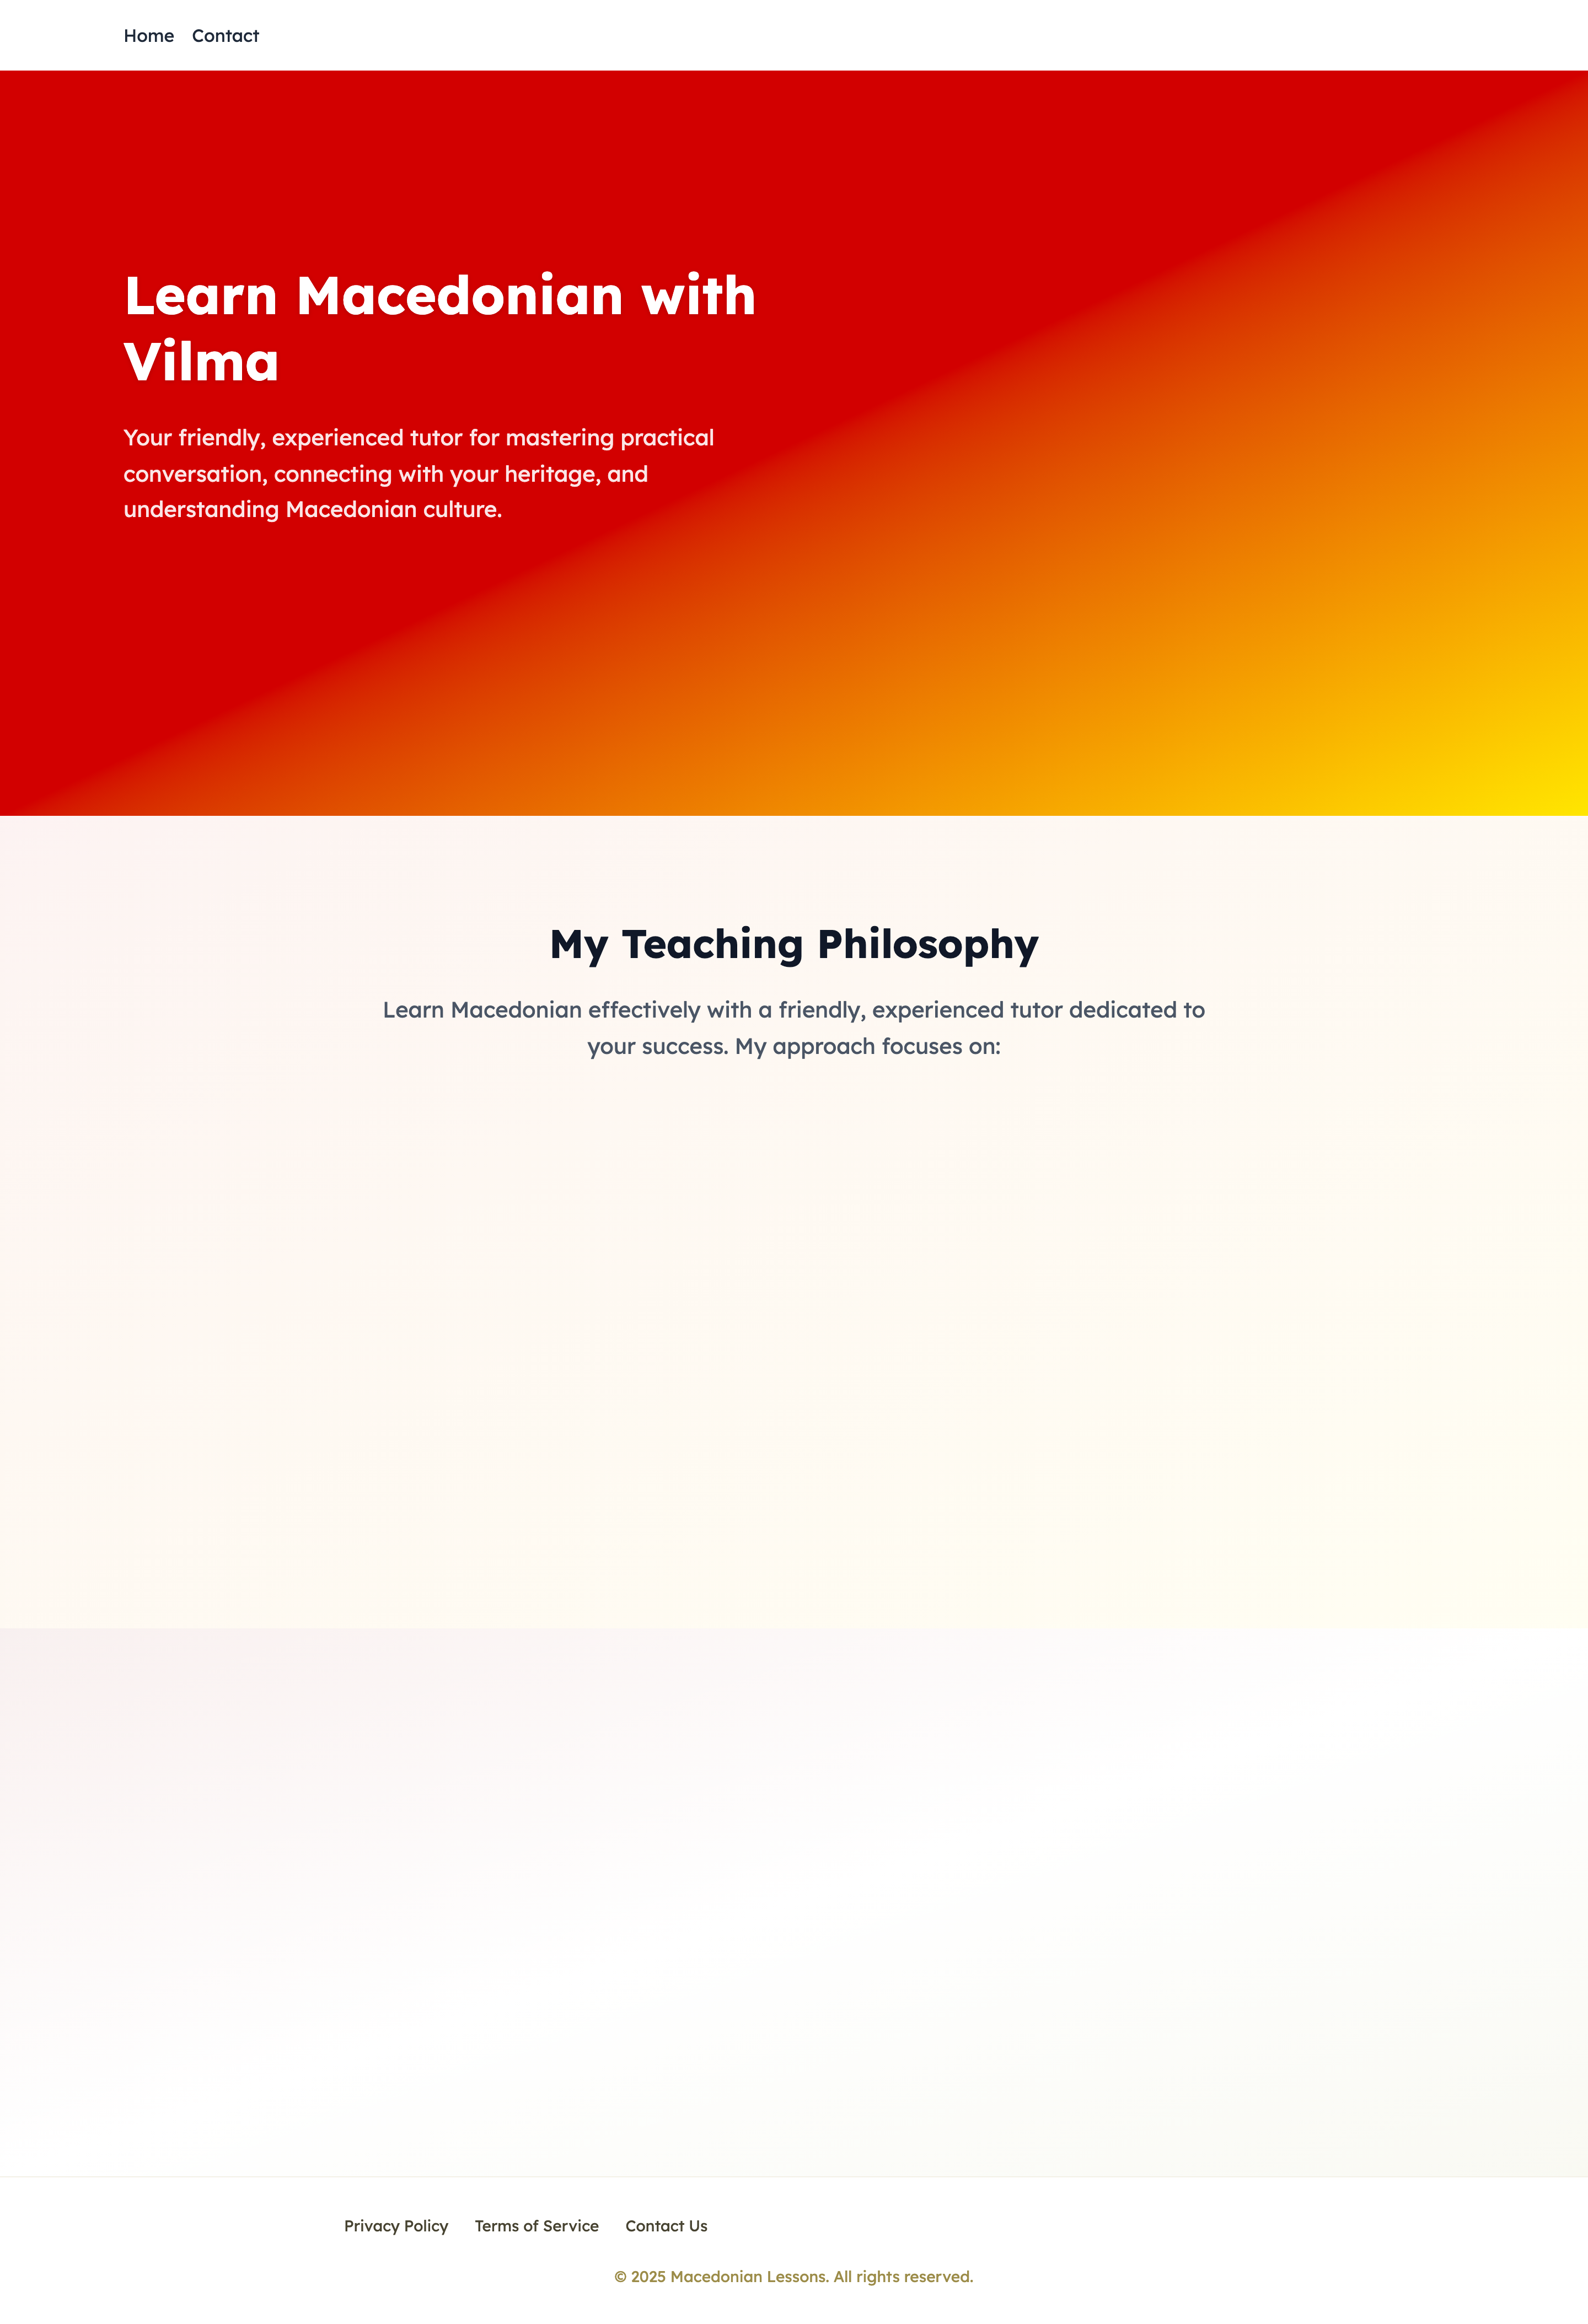 Home Contact
Learn Macedonian with
Vilma
Your friendly, experienced tutor for mastering practical
conversation, connecting with your heritage, and
understanding Macedonian culture.
My Teaching Philosophy
Learn Macedonian effectively with a friendly, experienced tutor dedicated to
your success. My approach focuses on:
Privacy Policy Terms of Service Contact Us
© 2025 Macedonian Lessons. All rights reserved.